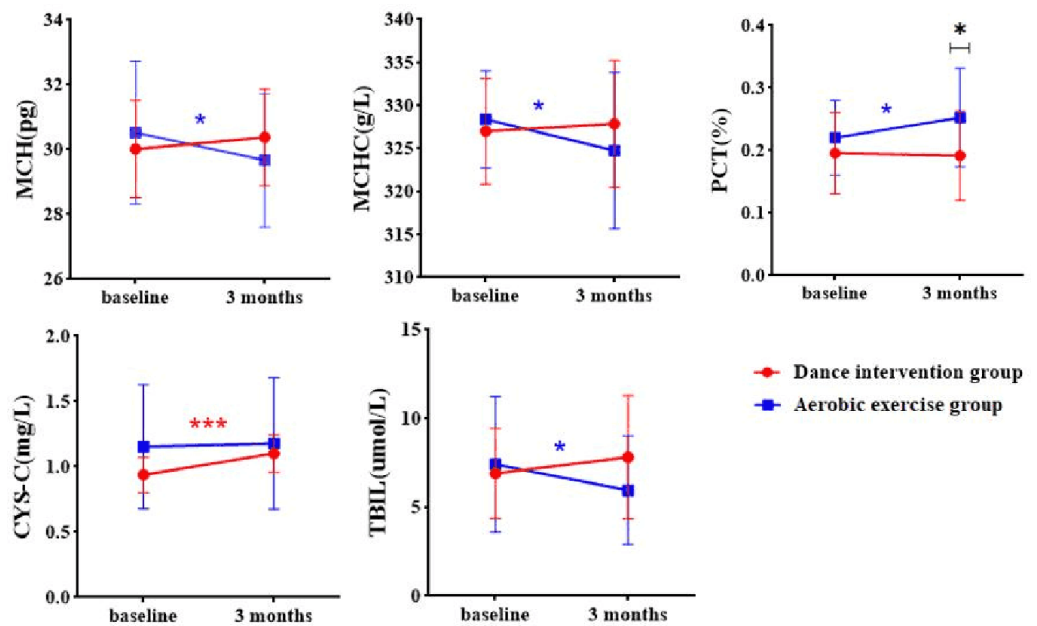 MCH(pg)
34
32
30
28
26
*
baseline 3 months
MCHC(g/L)
340
335
330
325
320
315
310
*
baseline 3 months
PCT(%)
0.4
0.3
0.2
0.1
0.0
*
*
baseline 3 months
CYS-C(mg/L)
2.0
1.5
1.0
0.5
0.0
***
baseline 3 months
TBIL(umol/L)
15
10
5
0
*
baseline 3 months
Dance intervention group
Aerobic exercise group